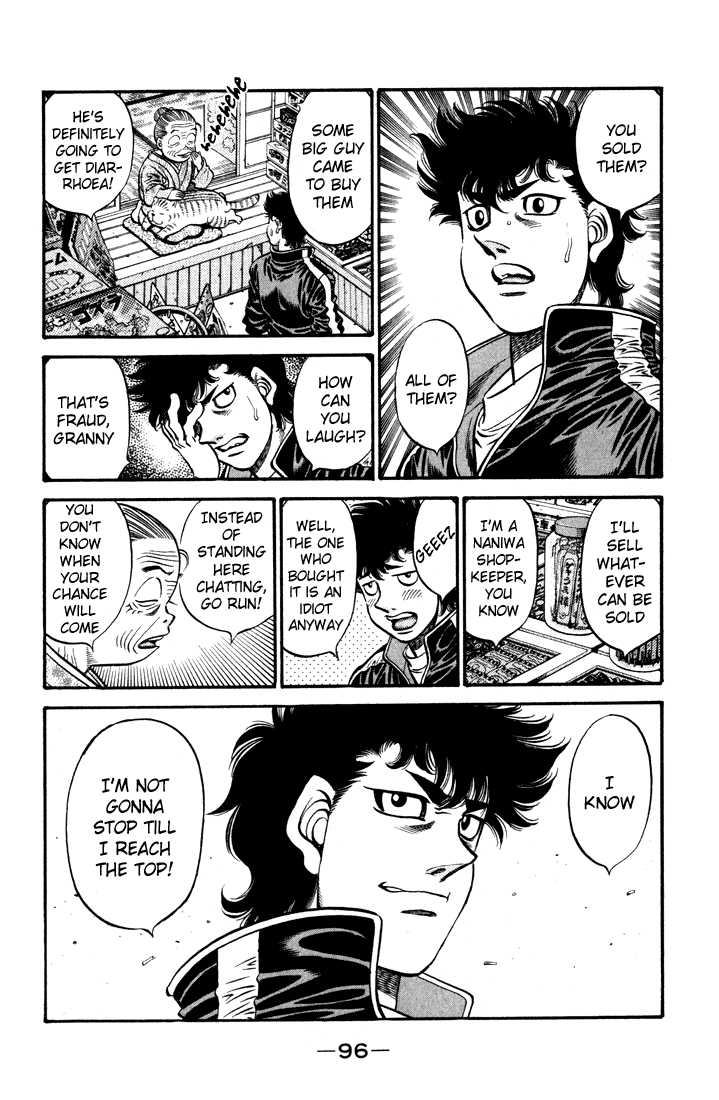 YOU
SOLD
THEM?
ALL OF
THEM?
SOME
BIG GUY
CAME
TO BUY
THEM
hehehehehe
HE'S
DEFINITELY
GOING TO
GET DIAR-
RHOEA!
HOW
CAN
YOU
LAUGH?
THAT'S
FRAUD,
GRANNY
I'LL
SELL
WHAT-
EVER
CAN BE
SOLD
I'M A
NANIWA
SHOP-
KEEPER,
YOU
KNOW
GEEEZ
WELL,
THE ONE
WHO
BOUGHT
IT IS AN
IDIOT
ANYWAY
INSTEAD
OF
STANDING
HERE
CHATTING,
GO RUN!
YOU
DON'T
KNOW
WHEN
YOUR
CHANCE
WILL
COME
I
KNOW
I'M NOT
GONNA
STOP TILL
I REACH
THE TOP!
—96—